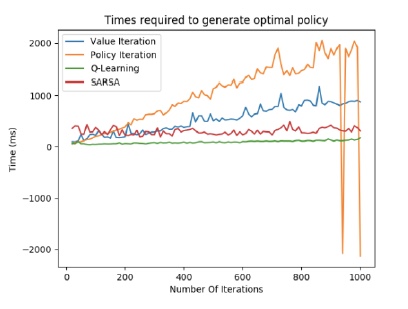 Times required to generate optimal policy
Value Iteration
Policy Iteration
Q-Learning
SARSA
Time (ms)
2000
1000
0
−1000
−2000
0 200 400 600 800 1000
Number Of Iterations